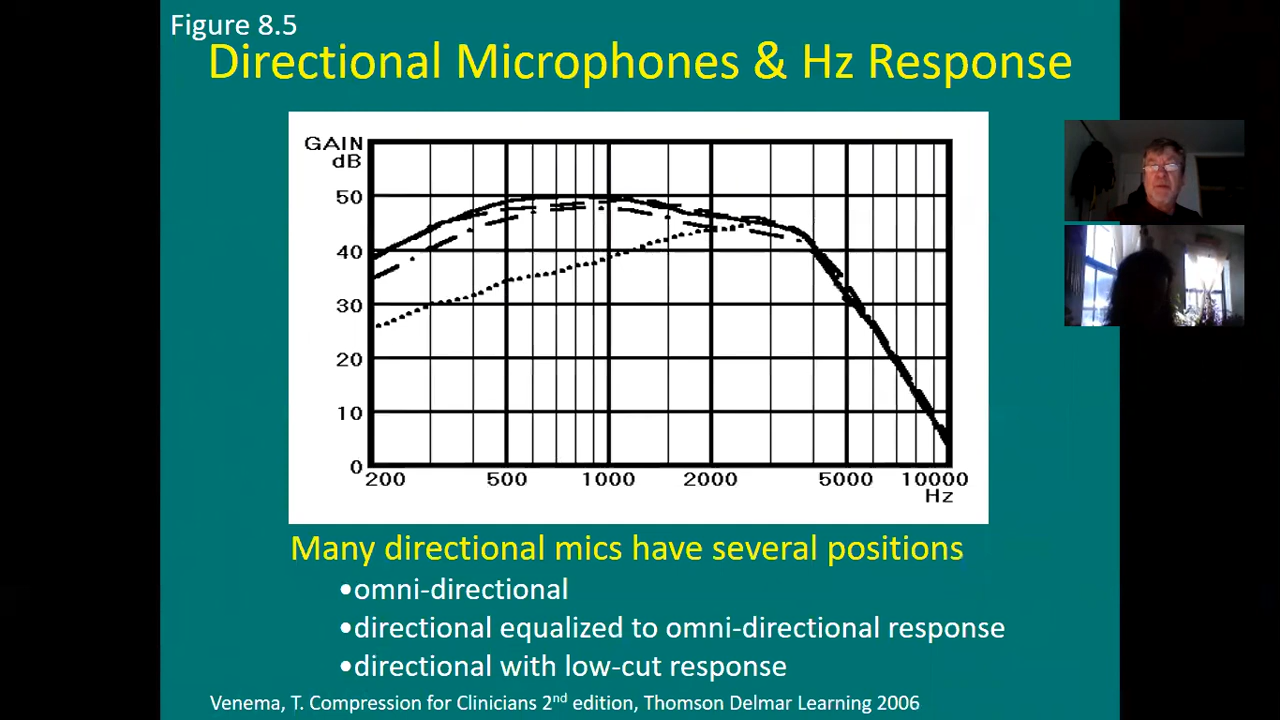 Figure 8.5
Directional Microphones & Hz Response
GAIN
dB
50
40
30
20
10
0
200 500 1000 2000 5000 10000
Hz
Many directional mics have several positions
•omni-directional
•directional equalized to omni-directional response
•directional with low-cut response
Venema, T. Compression for Clinicians 2nd edition, Thomson Delmar Learning 2006